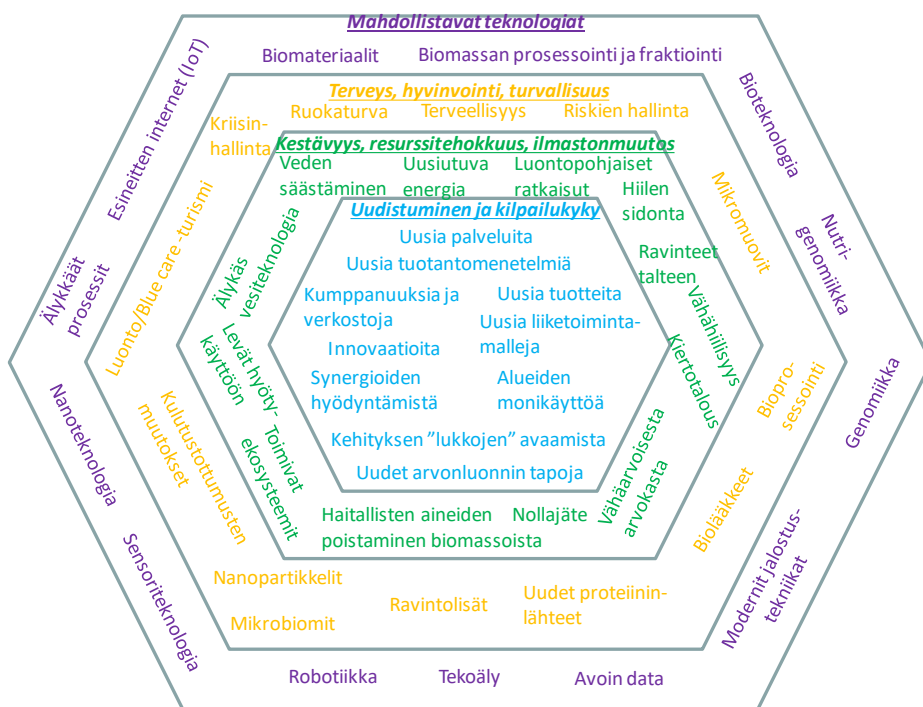 Mahdollistavat teknologiat
Biomateriaalit
Biomassan prosessointi ja fraktiointi
Esineitten internet (IoT)
Älykkäät
prosessit
Nanoteknologia
Sensoriteknologia
Bioteknologia
Nutri-
genomiikka
Genomiikka
Modernit jalostus-
tekniikat
Robotiikka
Tekoäly
Avoin data
Terveys, hyvinvointi, turvallisuus
Ruokaturva
Terveellisyys
Riskien hallinta
Kriisin-
hallinta
Luonto/Blue care -turismi
Kulutustottumusten
muutokset
Mikromuovit
Biopro-
sessointi
Biolääkkeet
Nanopartikkelit
Mikrobiomit
Ravintolisät
Uudet proteiinin-
lähteet
Kestävyys, resurssitehokkuus, ilmastonmuutos
Veden
säästäminen
Uusiutuva
energia
Luontopohjaiset
ratkaisut
Hiilen
sidonta
Ravinteet
talteen
Älykäs
vesiteknologia
Levät hyöty-
käyttöön
Toimivat
ekosysteemit
Vähähiilisyys
Kiertotalous
Vähäarvoisesta
arvokasta
Haitallisten aineiden
poistaminen biomassoista
Nollajäte
Uudistuminen ja kilpailukyky
Uusia palveluita
Uusia tuotantomenetelmiä
Kumppanuuksia ja
verkostoja
Uusia tuotteita
Uusia liiketoiminta-
malleja
Innovaatioita
Synergioiden
hyödyntämistä
Alueiden
monikäyttöä
Kehityksen ”lukkojen” avaamista
Uudet arvonluonnin tapoja